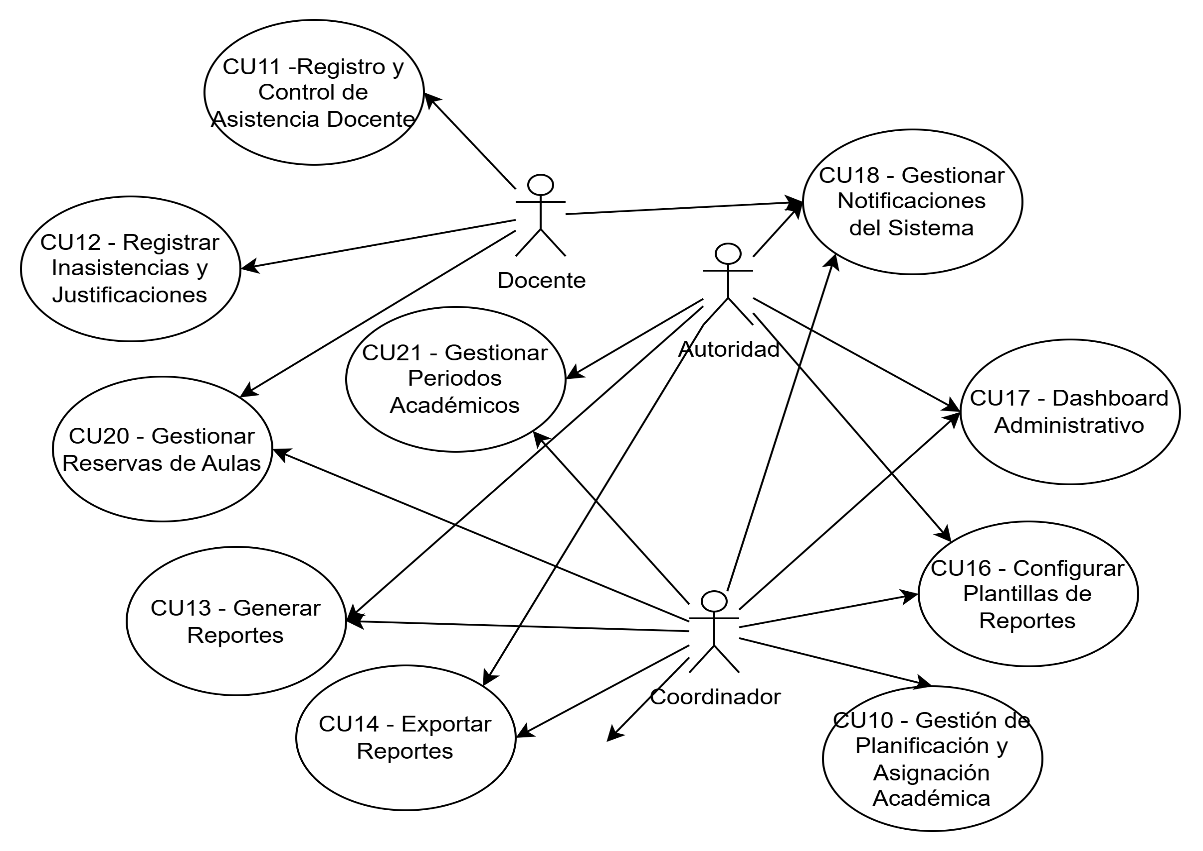 CU11 -Registro y
Control de
Asistencia Docente
CU18 - Gestionar
Notificaciones
del Sistema
CU12 - Registrar
Inasistencias y
Justificaciones
Docente
Autoridad
CU21 - Gestionar
Periodos
Académicos
CU17 - Dashboard
Administrativo
CU20 - Gestionar
Reservas de Aulas
CU16 - Configurar
Plantillas de
Reportes
CU13 - Generar
Reportes
Coordinador
CU14 - Exportar
Reportes
CU10 - Gestión de
Planificación y
Asignación
Académica